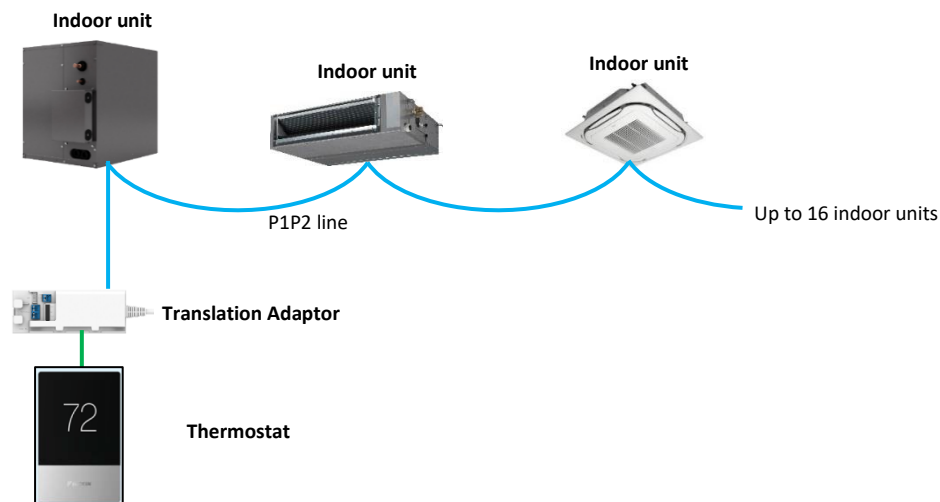 Indoor unit
Indoor unit
Indoor unit
P1P2 line
Up to 16 indoor units
Translation Adaptor
72
Thermostat